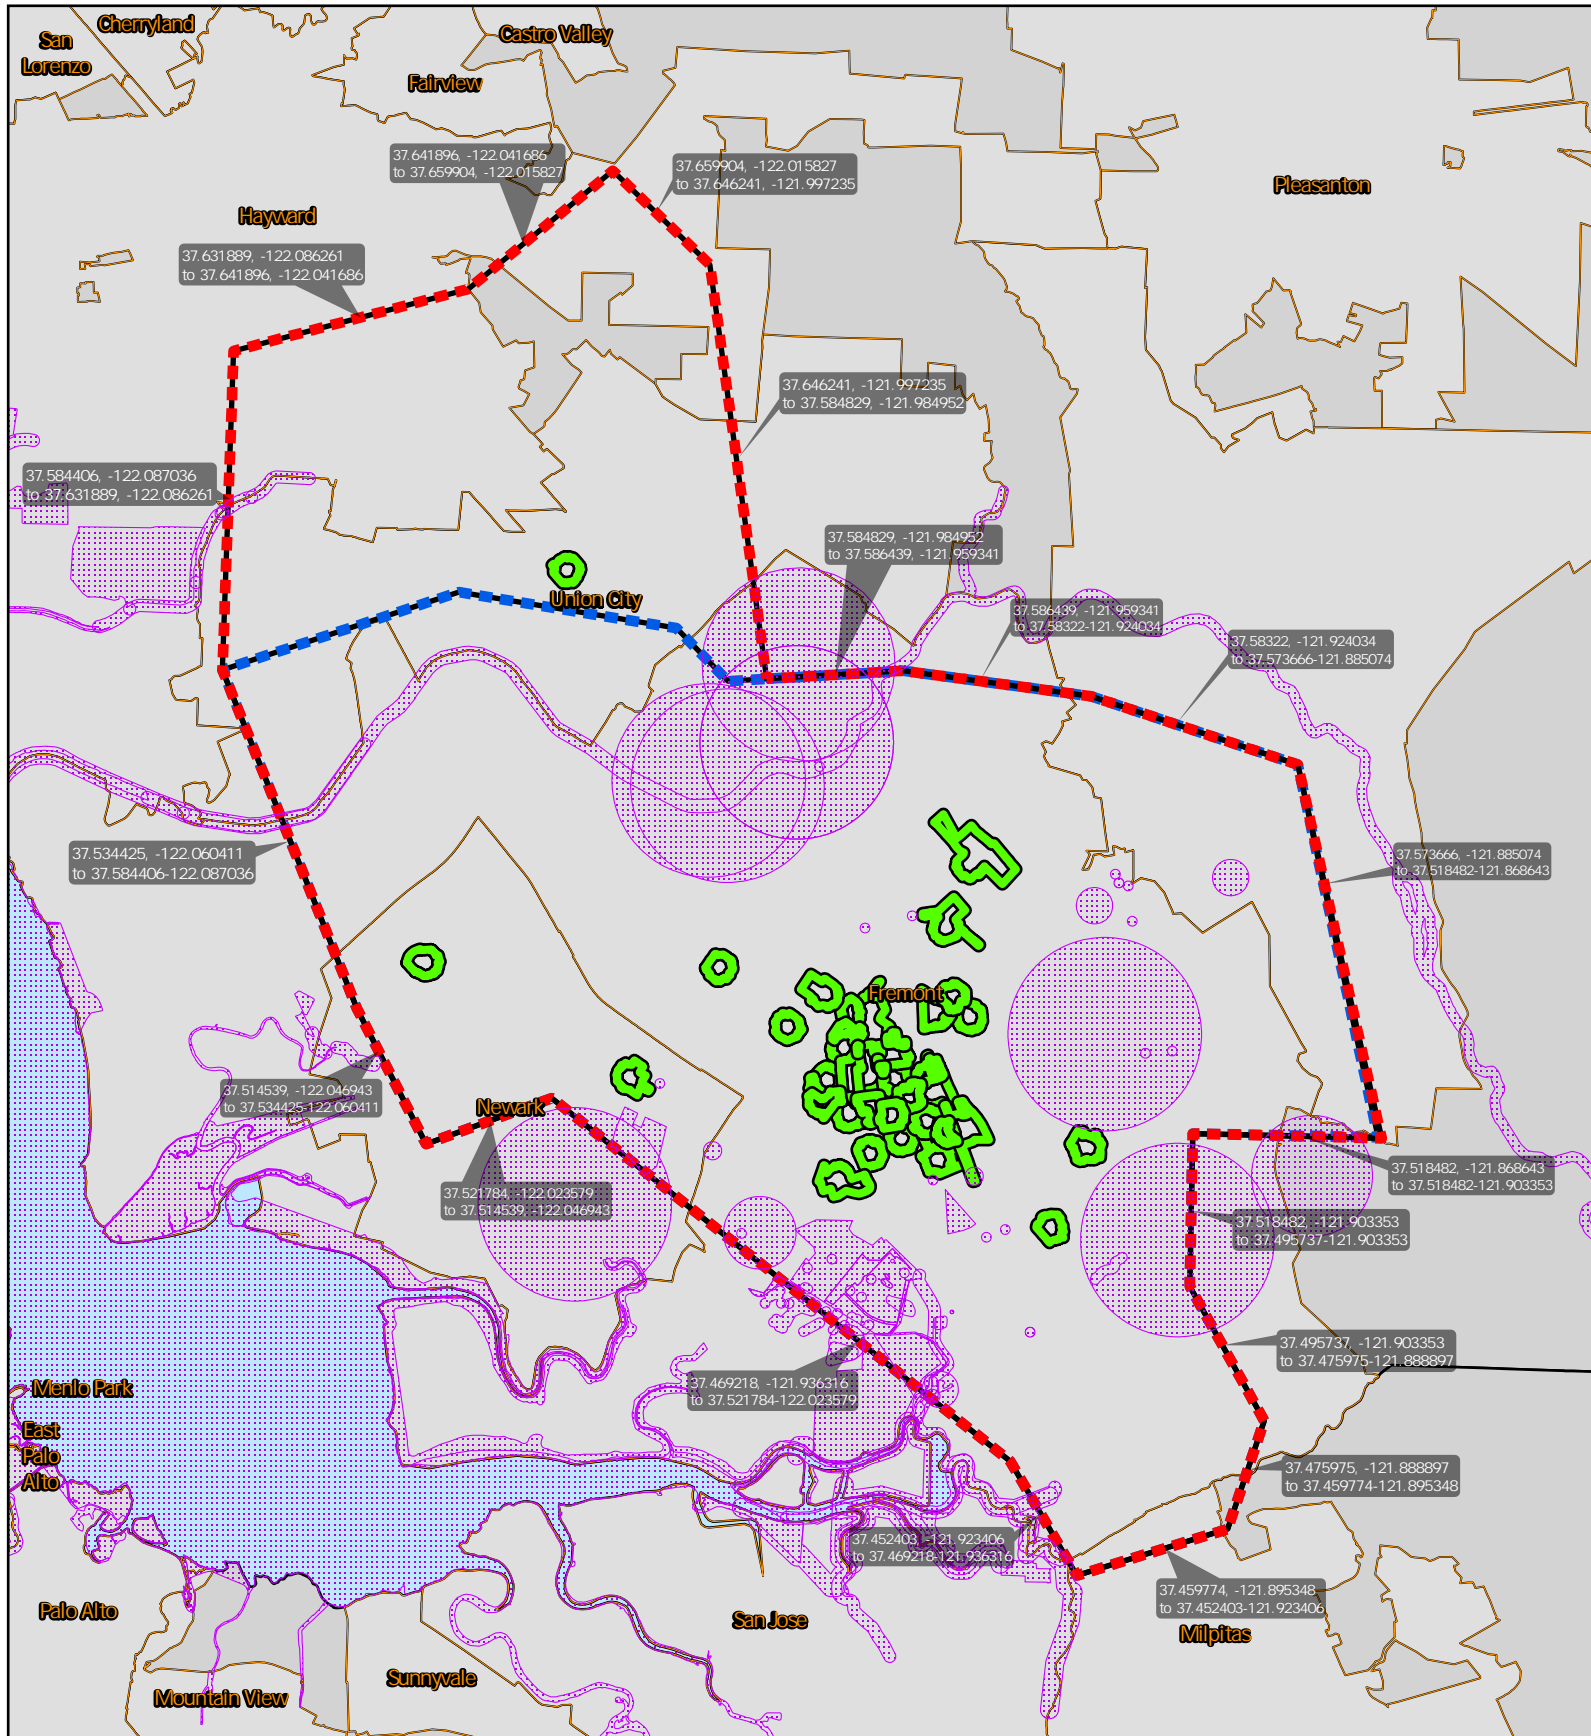 Cherryland
San
Lorenzo
Castro Valley
Fairview
37.641896, -122.041686
to 37.659904, -122.015827
37.659904, -122.015827
to 37.646241, -121.997235
Pleasanton
Hayward
37.631889, -122.086261
to 37.641896, -122.041686
37.646241, -121.997235
to 37.584829, -121.984952
37.584406, -122.087036
to 37.631889, -122.086261
37.584829, -121.984952
to 37.586439, -121.959341
Union City
37.586439, -121.959341
to 37.58322-121.924034
37.58322, -121.924034
to 37.573666-121.885074
37.534425, -122.060411
to 37.584406-122.087036
37.573666, -121.885074
to 37.518482-121.868643
Fremont
37.514539, -122.046943
to 37.534425-122.060411
Newark
37.518482, -121.868643
to 37.518482-121.903353
37.521784, -122.023579
to 37.514539, -122.046943
37.518482, -121.903353
to 37.495737-121.903353
37.495737, -121.903353
to 37.475975-121.888897
37.469218, -121.936316
to 37.521784-122.023579
Menlo Park
East
Palo
Alto
37.475975, -121.888897
to 37.459774-121.895348
37.452403, -121.923406
to 37.469218-121.936316
37.459774, -121.895348
to 37.452403-121.923406
Palo Alto
San Jose
Milpitas
Sunnyvale
Mountain View